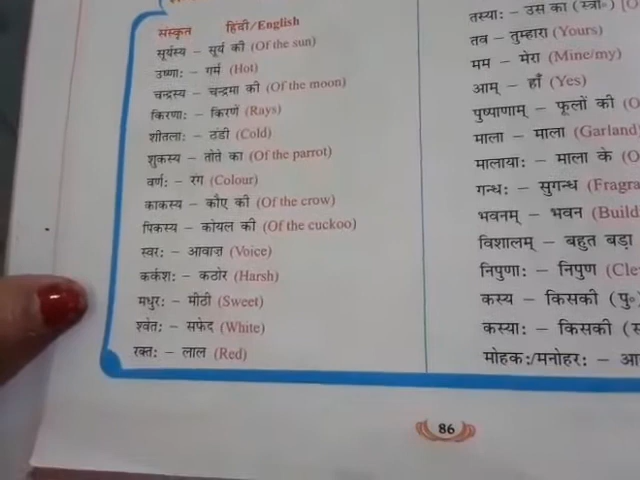 संस्कृत हिंदी/English
सूर्यस्य – सूर्य की (Of the sun)
उष्णाः – गर्म (Hot)
चन्द्रस्य – चन्द्रमा की (Of the moon)
किरणाः – किरणें (Rays)
शीतलाः – ठंडी (Cold)
शुकस्य – तोते का (Of the parrot)
वर्णः – रंग (Colour)
काकस्य – कौए की (Of the crow)
पिकस्य – कोयल की (Of the cuckoo)
स्वरः – आवाज़ (Voice)
कर्कशः – कठोर (Harsh)
मधुरः – मीठी (Sweet)
श्वेतः – सफेद (White)
रक्तः – लाल (Red)
तस्याः – उस का (स्त्री॰)
तव – तुम्हारा (Yours)
मम – मेरा (Mine/my)
आम् – हाँ (Yes)
पुष्पाणाम् – फूलों की
माला – माला (Garland)
मालायाः – माला के
गन्धः – सुगन्ध (Fragra
भवनम् – भवन (Build
विशालम् – बहुत बड़ा
निपुणाः – निपुण (Cle
कस्य – किसकी (पु॰
कस्याः – किसकी
मोहकः/मनोहरः – आ
86